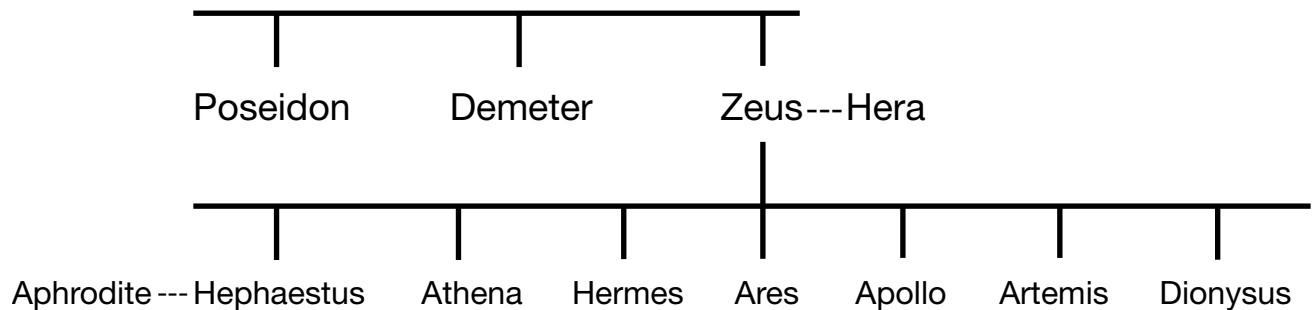 Poseidon Demeter Zeus---Hera
Aphrodite --- Hephaestus Athena Hermes Ares Apollo Artemis Dionysus